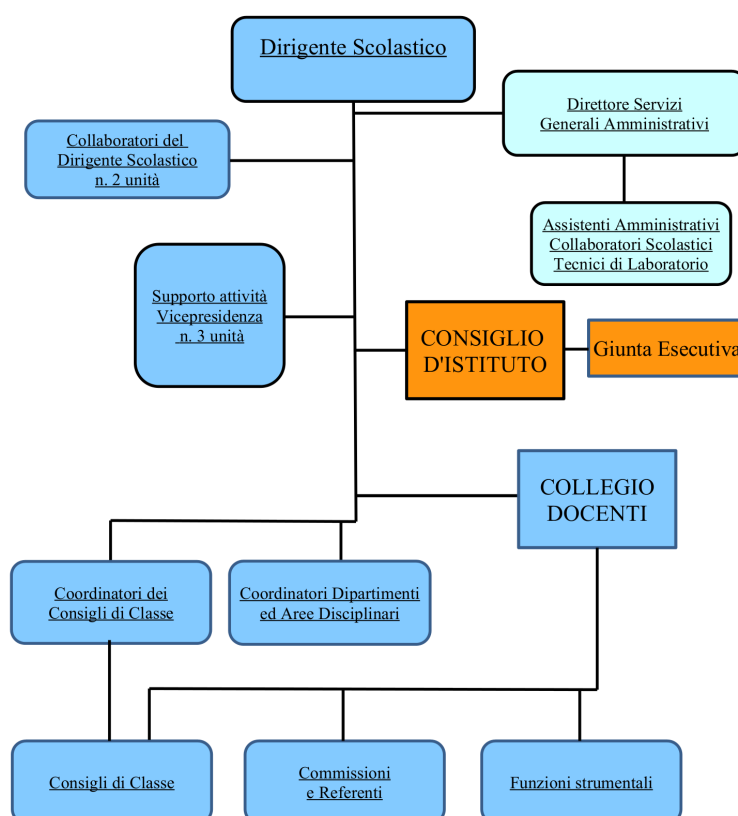 Dirigente Scolastico
Direttore Servizi
Generali Amministrativi
Collaboratori del
Dirigente Scolastico
n. 2 unità
Assistenti Amministrativi
Collaboratori Scolastici
Tecnici di Laboratorio
Supporto attività
Vicepresidenza
n. 3 unità
CONSIGLIO
D'ISTITUTO
Giunta Esecutiva
COLLEGIO
DOCENTI
Coordinatori dei
Consigli di Classe
Coordinatori Dipartimenti
ed Aree Disciplinari
Consigli di Classe
Commissioni
e Referenti
Funzioni strumentali